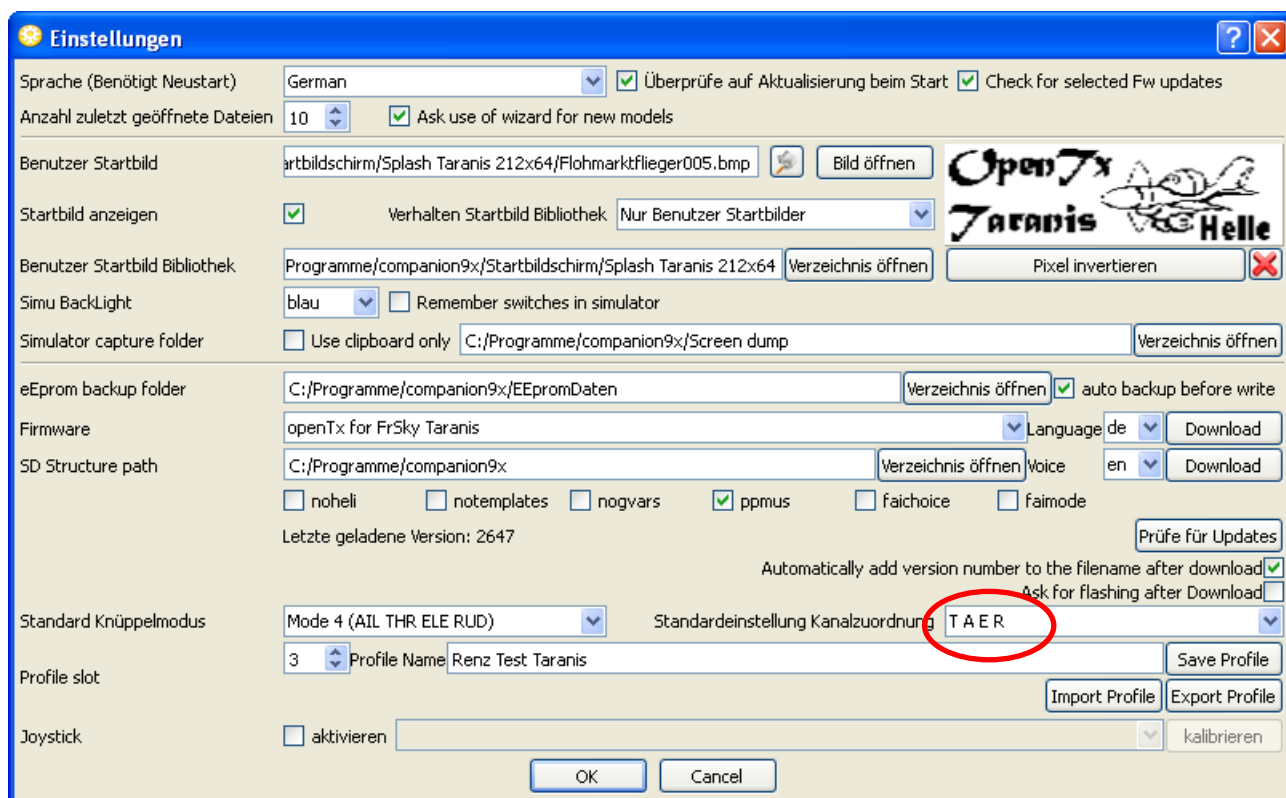 Einstellungen
Sprache (Benötigt Neustart) German Überprüfe auf Aktualisierung beim Start Check for selected Fw updates
Anzahl zuletzt geöffnete Dateien 10 Ask use of wizard for new models
Benutzer Startbild artbildschirm/Splash Taranis 212x64/Flohmarktflieger005.bmp Bild öffnen
OpenTx
Taranis Helle
Startbild anzeigen Verhalten Startbild Bibliothek Nur Benutzer Startbilder
Benutzer Startbild Bibliothek Programme/companion9x/Startbildschirm/Splash Taranis 212x64 Verzeichnis öffnen Pixel invertieren
Simu BackLight blau Remember switches in simulator
Simulator capture folder Use clipboard only C:/Programme/companion9x/Screen dump Verzeichnis öffnen
eEprom backup folder C:/Programme/companion9x/EEpromDaten Verzeichnis öffnen auto backup before write
Firmware openTx for FrSky Taranis Language de Download
SD Structure path C:/Programme/companion9x Verzeichnis öffnen Voice en Download
noheli notemplates nogvars ppmus faichoice faimode
Letzte geladene Version: 2647 Prüfe für Updates
Automatically add version number to the filename after download
Ask for flashing after Download
Standard Knüppelmodus Mode 4 (AIL THR ELE RUD) Standardeinstellung Kanalzuordnung T A E R
Profile slot 3 Profile Name Renz Test Taranis Save Profile
Import Profile Export Profile
Joystick aktivieren kalibrieren
OK Cancel